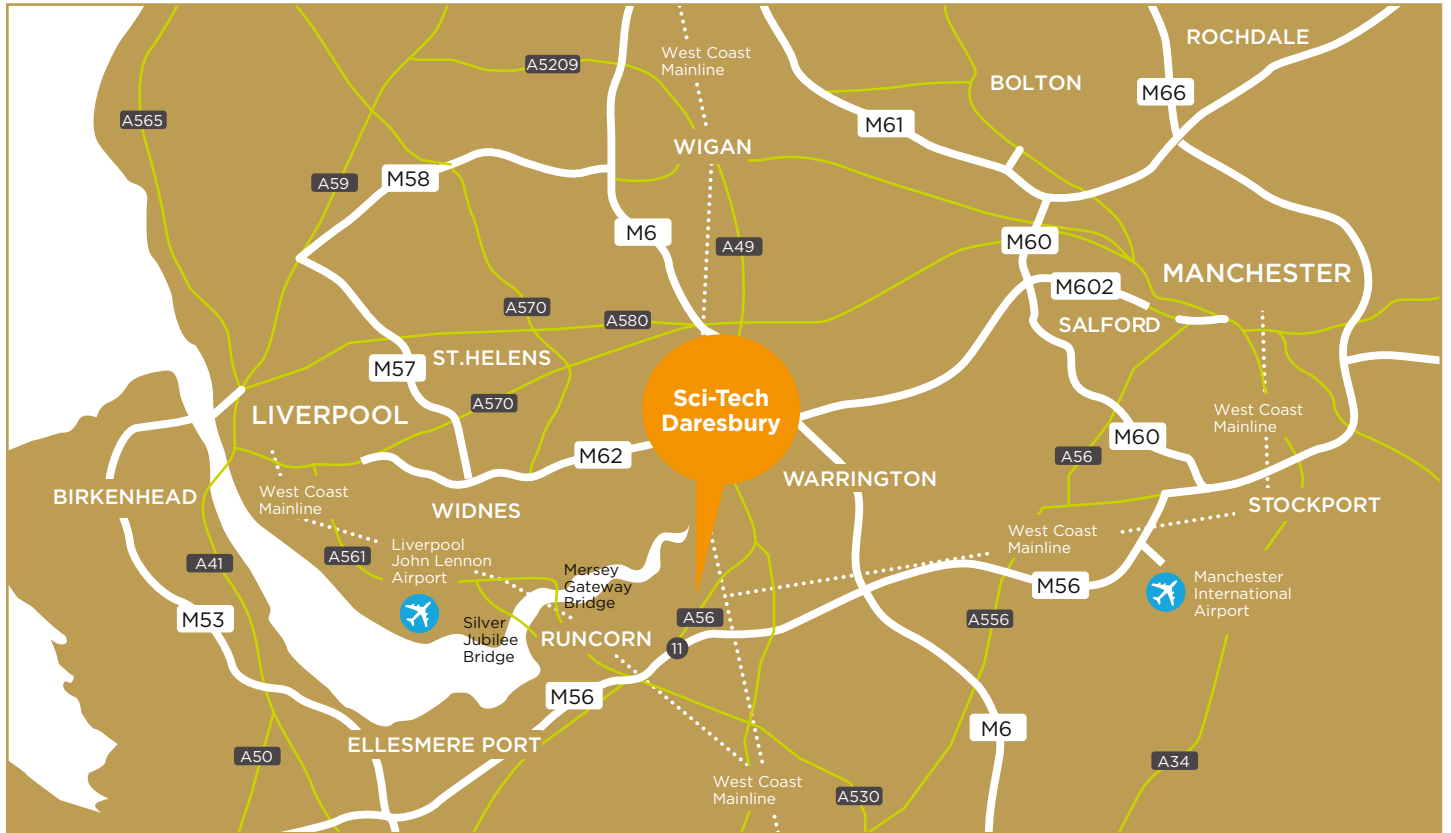 ROCHDALE
West Coast
Mainline
A5209
BOLTON
M66
A565
M61
WIGAN
A59
M58
M6
A49
M60
MANCHESTER
M602
A570
A580
SALFORD
ST.HELENS
M57
Sci-Tech
Daresbury
A570
LIVERPOOL
West Coast
Mainline
M60
M62
A56
WARRINGTON
BIRKENHEAD
West Coast
Mainline
WIDNES
STOCKPORT
West Coast
Mainline
A561
Liverpool
John Lennon
Airport
A41
Mersey
Gateway
Bridge
M56
Manchester
International
Airport
M53
A56
A556
Silver
Jubilee
Bridge
RUNCORN
11
M56
M6
ELLESMERE PORT
A50
A34
West Coast
Mainline
A530